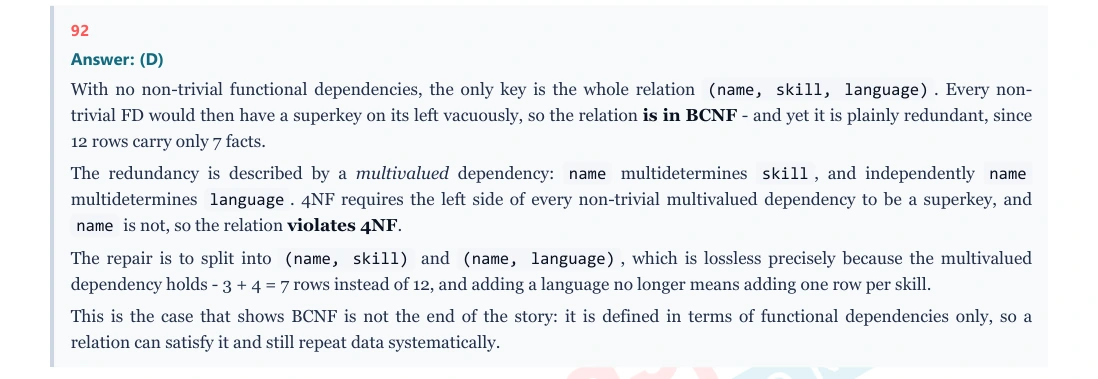 92
Answer: (D)
With no non-trivial functional dependencies, the only key is the whole relation (name, skill, language) . Every non-
trivial FD would then have a superkey on its left vacuously, so the relation is in BCNF - and yet it is plainly redundant, since
12 rows carry only 7 facts.
The redundancy is described by a multivalued dependency: name multidetermines skill , and independently name
multidetermines language . 4NF requires the left side of every non-trivial multivalued dependency to be a superkey, and
name is not, so the relation violates 4NF.
The repair is to split into (name, skill) and (name, language) , which is lossless precisely because the multivalued
dependency holds - 3 + 4 = 7 rows instead of 12, and adding a language no longer means adding one row per skill.
This is the case that shows BCNF is not the end of the story: it is defined in terms of functional dependencies only, so a
relation can satisfy it and still repeat data systematically.